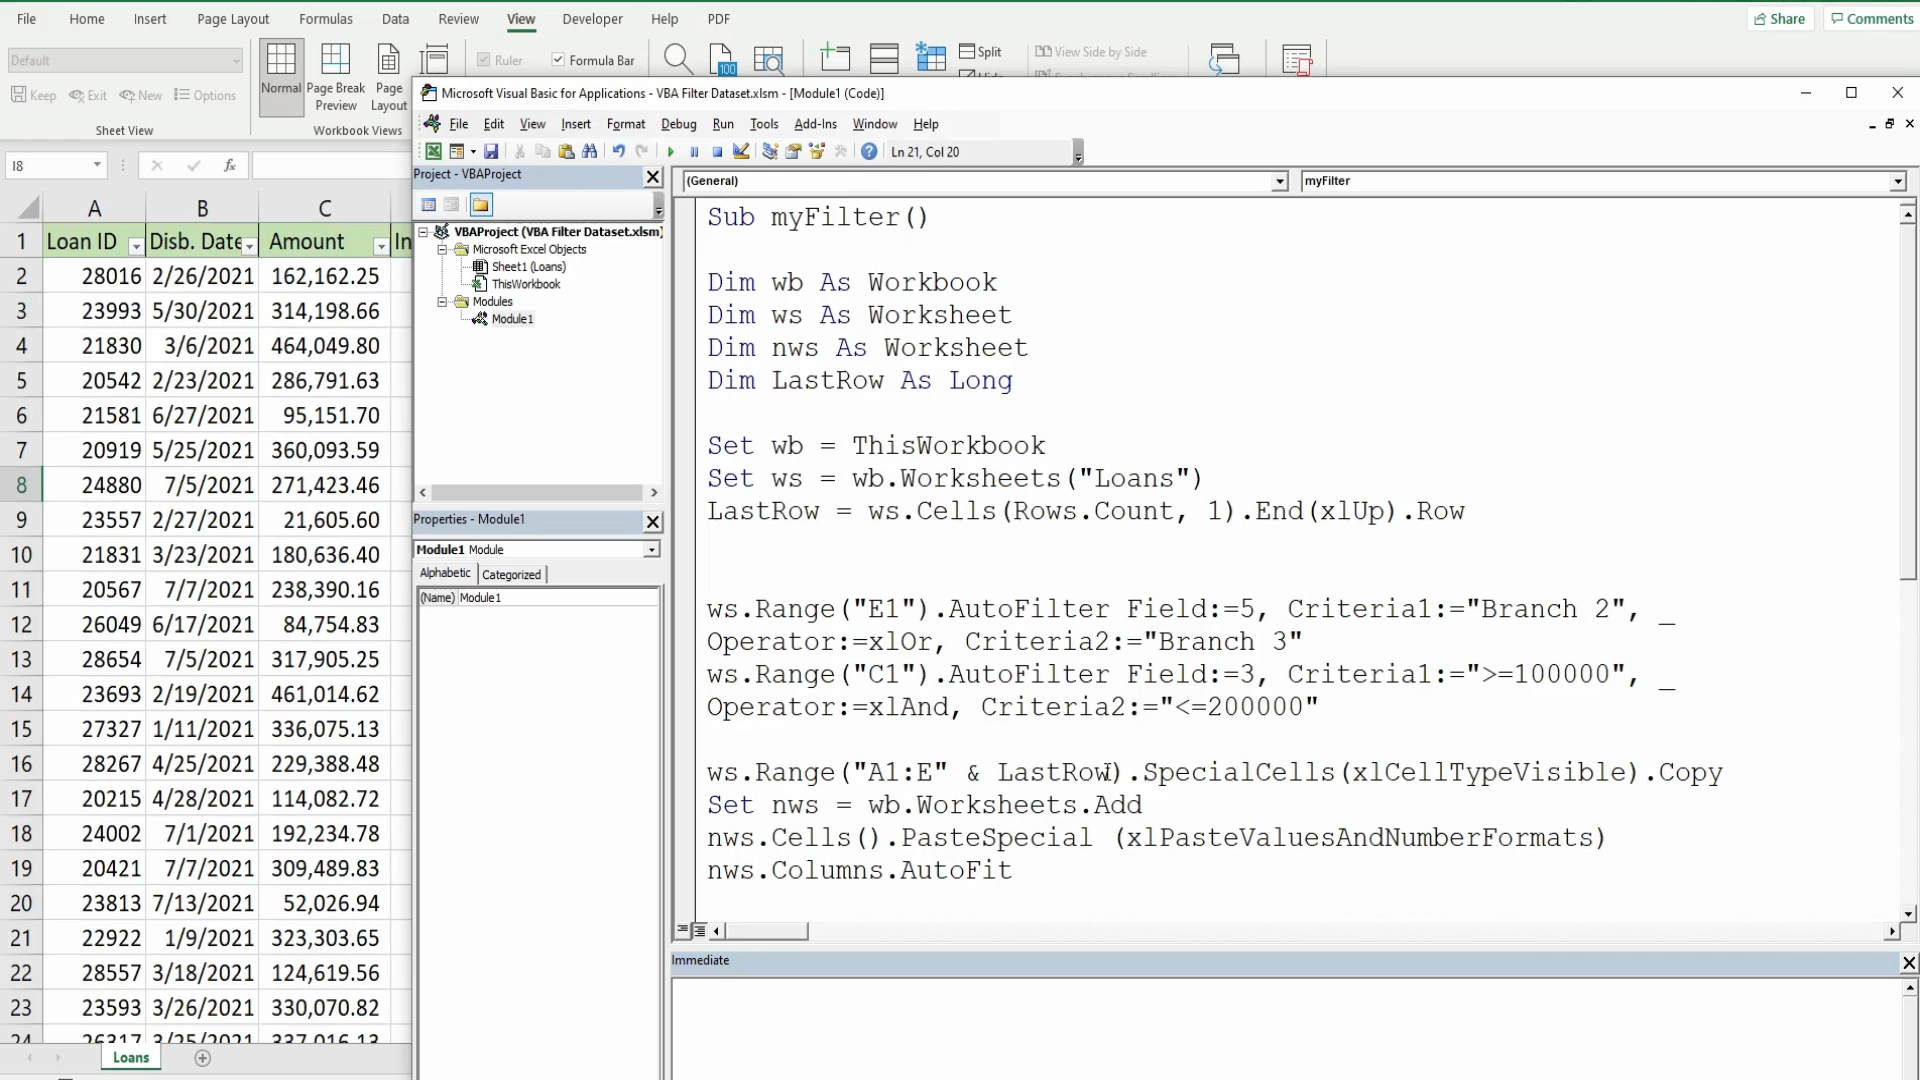 File Home Insert Page Layout Formulas Data Review View Developer Help PDF Share Comments
Default Ruler Formula Bar 100 Split View Side by Side
Keep Exit New Options Normal Page Break Preview Page Layout
Sheet View Workbook Views
Microsoft Visual Basic for Applications - VBA Filter Dataset.xlsm - [Module1 (Code)]
File Edit View Insert Format Debug Run Tools Add-Ins Window Help
Ln 21, Col 20
I8 fx
Project - VBAProject
VBAProject (VBA Filter Dataset.xlsm)
Microsoft Excel Objects
Sheet1 (Loans)
ThisWorkbook
Modules
Module1
Properties - Module1
Module1 Module
Alphabetic Categorized
(Name) Module1
(General) myFilter
Sub myFilter()
Dim wb As Workbook
Dim ws As Worksheet
Dim nws As Worksheet
Dim LastRow As Long
Set wb = ThisWorkbook
Set ws = wb.Worksheets("Loans")
LastRow = ws.Cells(Rows.Count, 1).End(xlUp).Row
ws.Range("E1").AutoFilter Field:=5, Criteria1:="Branch 2", _
Operator:=xlOr, Criteria2:="Branch 3"
ws.Range("C1").AutoFilter Field:=3, Criteria1:=">=100000", _
Operator:=xlAnd, Criteria2:="<=200000"
ws.Range("A1:E" & LastRow).SpecialCells(xlCellTypeVisible).Copy
Set nws = wb.Worksheets.Add
nws.Cells().PasteSpecial (xlPasteValuesAndNumberFormats)
nws.Columns.AutoFit
Immediate
A B C
1 Loan ID Disb. Date Amount In
2 28016 2/26/2021 162,162.25
3 23993 5/30/2021 314,198.66
4 21830 3/6/2021 464,049.80
5 20542 2/23/2021 286,791.63
6 21581 6/27/2021 95,151.70
7 20919 5/25/2021 360,093.59
8 24880 7/5/2021 271,423.46
9 23557 2/27/2021 21,605.60
10 21831 3/23/2021 180,636.40
11 20567 7/7/2021 238,390.16
12 26049 6/17/2021 84,754.83
13 28654 7/5/2021 317,905.25
14 23693 2/19/2021 461,014.62
15 27327 1/11/2021 336,075.13
16 28267 4/25/2021 229,388.48
17 20215 4/28/2021 114,082.72
18 24002 7/1/2021 192,234.78
19 20421 7/7/2021 309,489.83
20 23813 7/13/2021 52,026.94
21 22922 1/9/2021 323,303.65
22 28557 3/18/2021 124,619.56
23 23593 3/26/2021 330,070.82
24 26317 3/25/2021 337,016.13
Loans